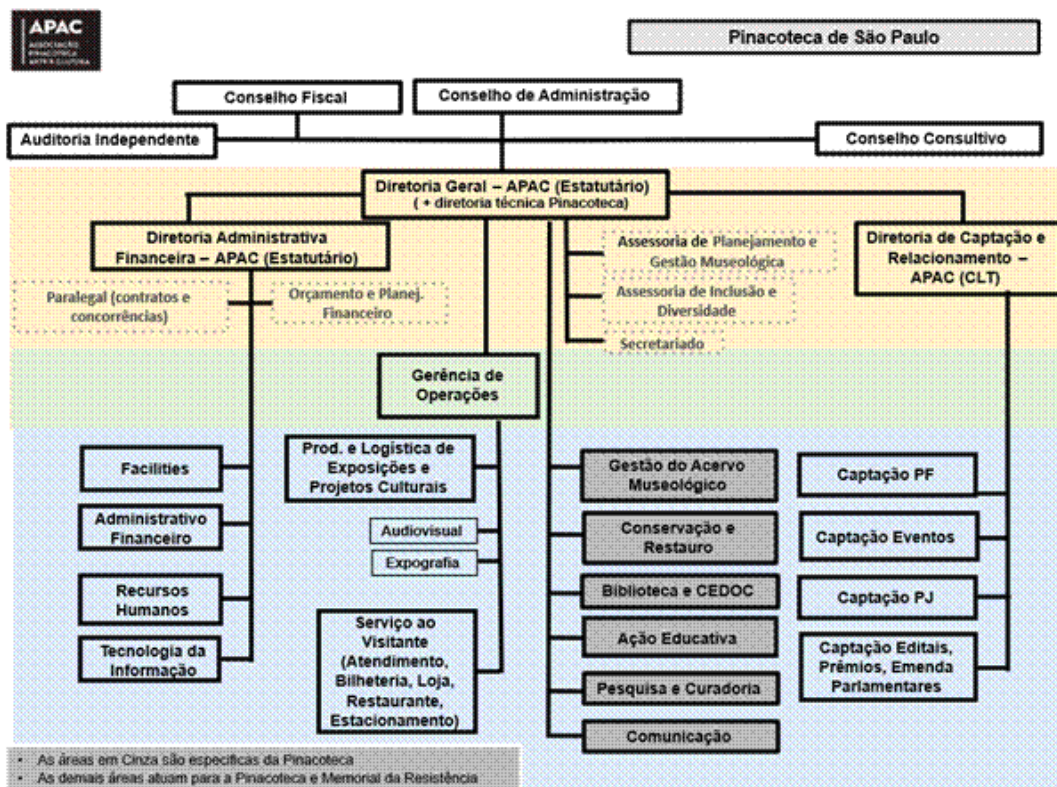 APAC
ASSOCIAÇÃO
PINACOTECA
ARTE E CULTURA
Pinacoteca de São Paulo
Conselho Fiscal
Conselho de Administração
Auditoria Independente
Conselho Consultivo
Diretoria Geral – APAC (Estatutário)
( + diretoria técnica Pinacoteca)
Diretoria Administrativa
Financeira – APAC (Estatutário)
Assessoria de Planejamento e
Gestão Museológica
Diretoria de Captação e
Relacionamento –
APAC (CLT)
Paralegal (contratos e
concorrências)
Orçamento e Planej.
Financeiro
Assessoria de Inclusão e
Diversidade
Secretariado
Gerência de
Operações
Facilities
Administrativo
Financeiro
Recursos
Humanos
Tecnologia da
Informação
Prod. e Logística de
Exposições e
Projetos Culturais
Audiovisual
Expografia
Serviço ao
Visitante
(Atendimento,
Bilheteria, Loja,
Restaurante,
Estacionamento)
Gestão do Acervo
Museológico
Conservação e
Restauro
Biblioteca e CEDOC
Ação Educativa
Pesquisa e Curadoria
Comunicação
Captação PF
Captação Eventos
Captação PJ
Captação Editais,
Prêmios, Emenda
Parlamentares
• As áreas em Cinza são especificas da Pinacoteca
• As demais áreas atuam para a Pinacoteca e Memorial da Resistência